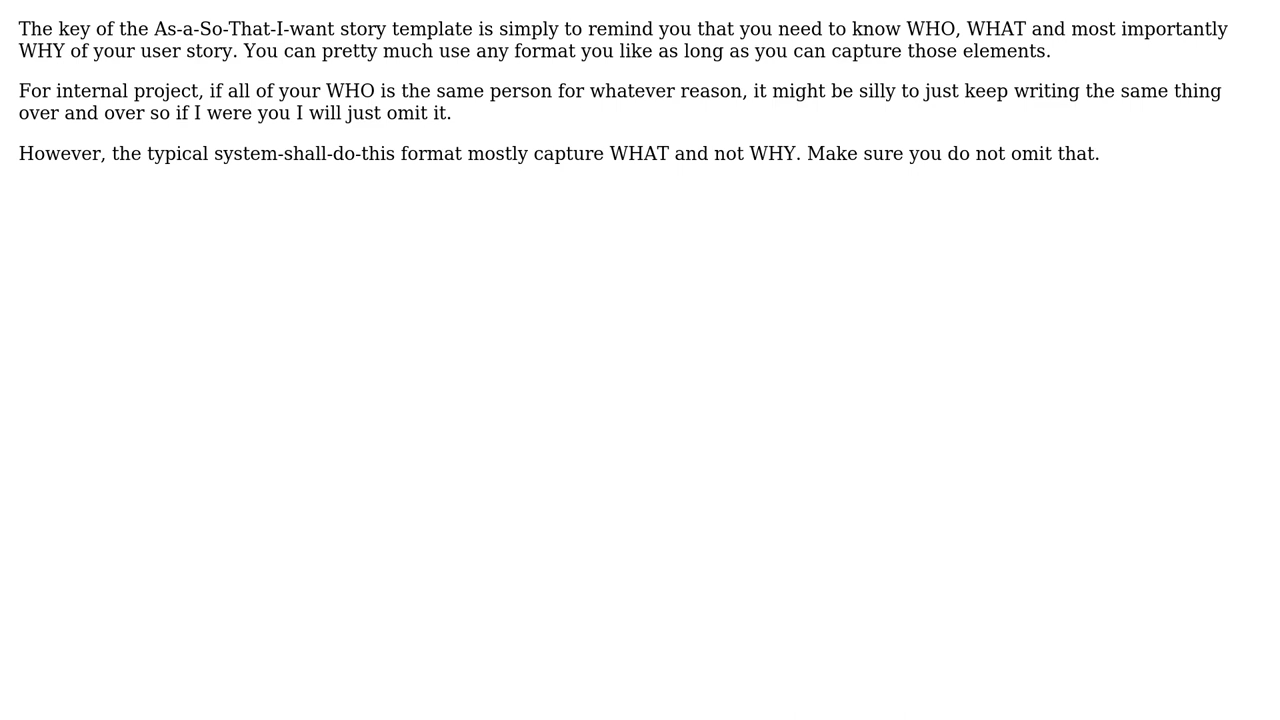 The key of the As-a-So-That-I-want story template is simply to remind you that you need to know WHO, WHAT and most importantly
WHY of your user story. You can pretty much use any format you like as long as you can capture those elements.
For internal project, if all of your WHO is the same person for whatever reason, it might be silly to just keep writing the same thing
over and over so if I were you I will just omit it.
However, the typical system-shall-do-this format mostly capture WHAT and not WHY. Make sure you do not omit that.